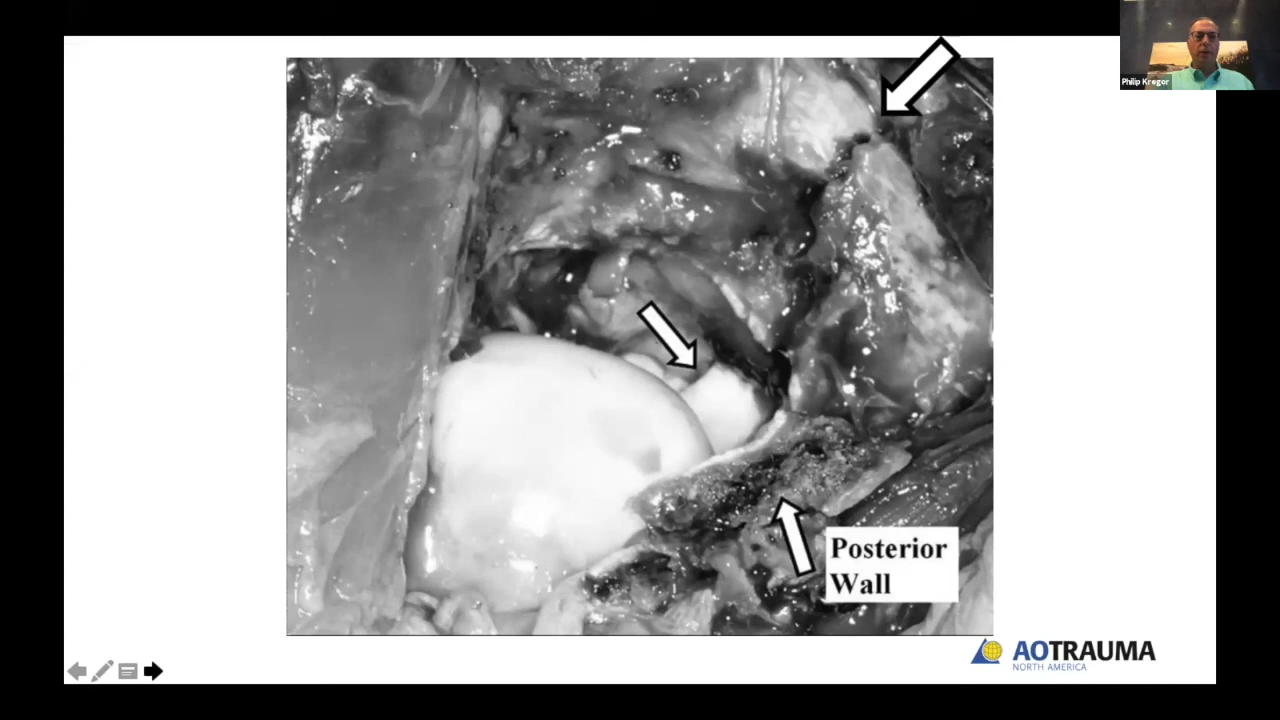 Philip Kregor
Posterior
Wall
AOTRAUMA
NORTH AMERICA